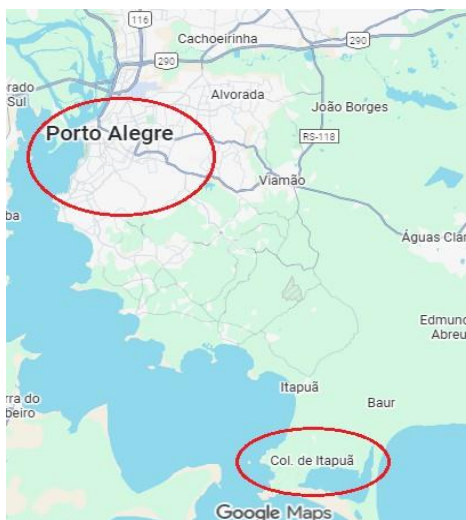 116
Cachoeirinha
290
290
Alvorada
João Borges
Porto Alegre
RS-118
Viamão
Águas Clar
Edmund
Abreu
Itapuã
Baur
Col. de Itapuã
Google Maps